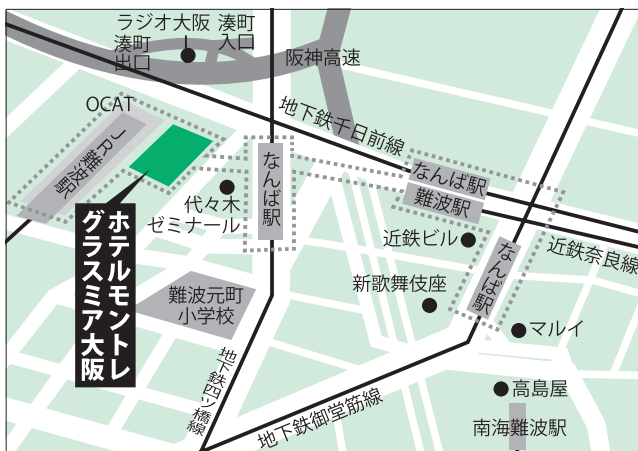 ラジオ大阪
湊町
入口
湊町
出口
阪神高速
OCAT
地下鉄千日前線
JR難波駅
なんば駅
なんば駅
難波駅
代々木
ゼミナール
近鉄ビル
なんば駅
近鉄奈良線
ホテルモントレ
グラスミア大阪
難波元町
小学校
新歌舞伎座
マルイ
地下鉄四ツ橋線
地下鉄御堂筋線
高島屋
南海難波駅